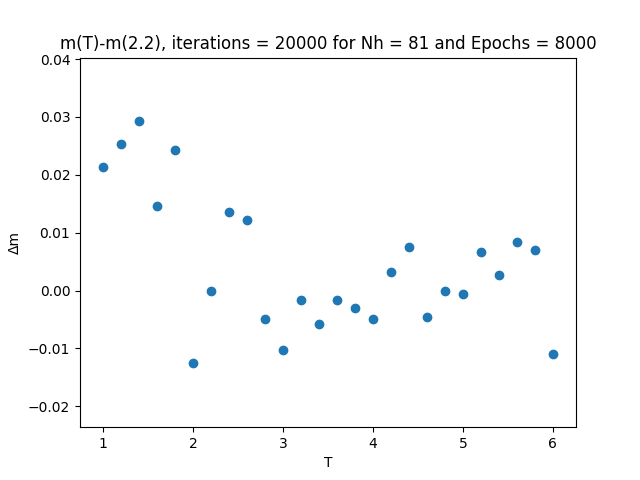 m(T)-m(2.2), iterations = 20000 for Nh = 81 and Epochs = 8000
0.04
0.03
0.02
0.01
0.00
−0.01
−0.02
Δm
1 2 3 4 5 6
T